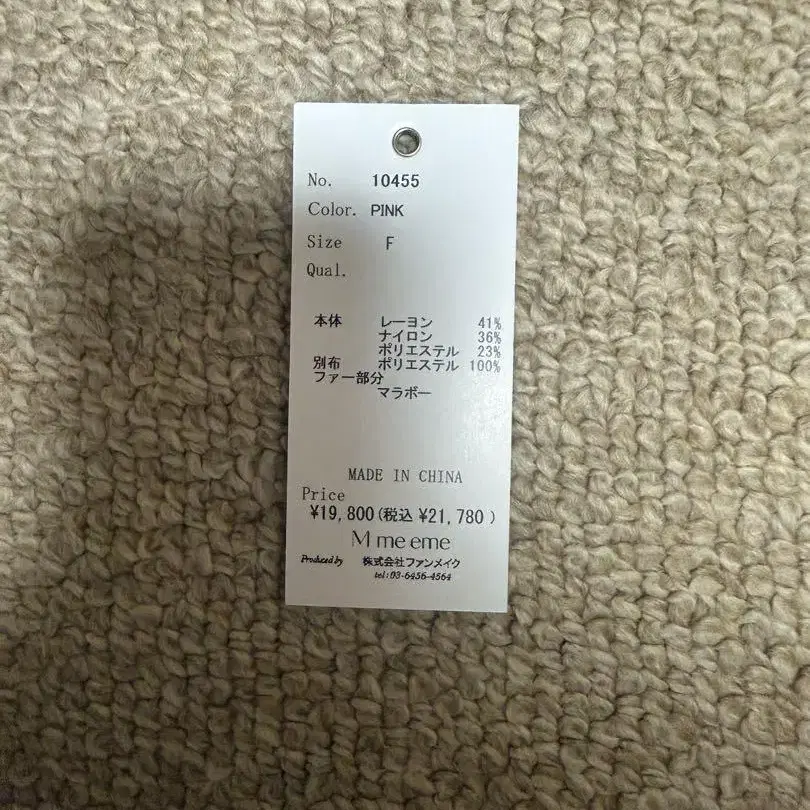 No. 10455
Color. PINK
Size F
Qual.
本体 レーヨン 41%
ナイロン 36%
ポリエステル 23%
別布 ポリエステル 100%
ファー部分
マラボー
MADE IN CHINA
Price
¥19,800(税込 ¥21,780 )
M me eme
Produced by 株式会社ファンメイク
tel:03-6456-4564